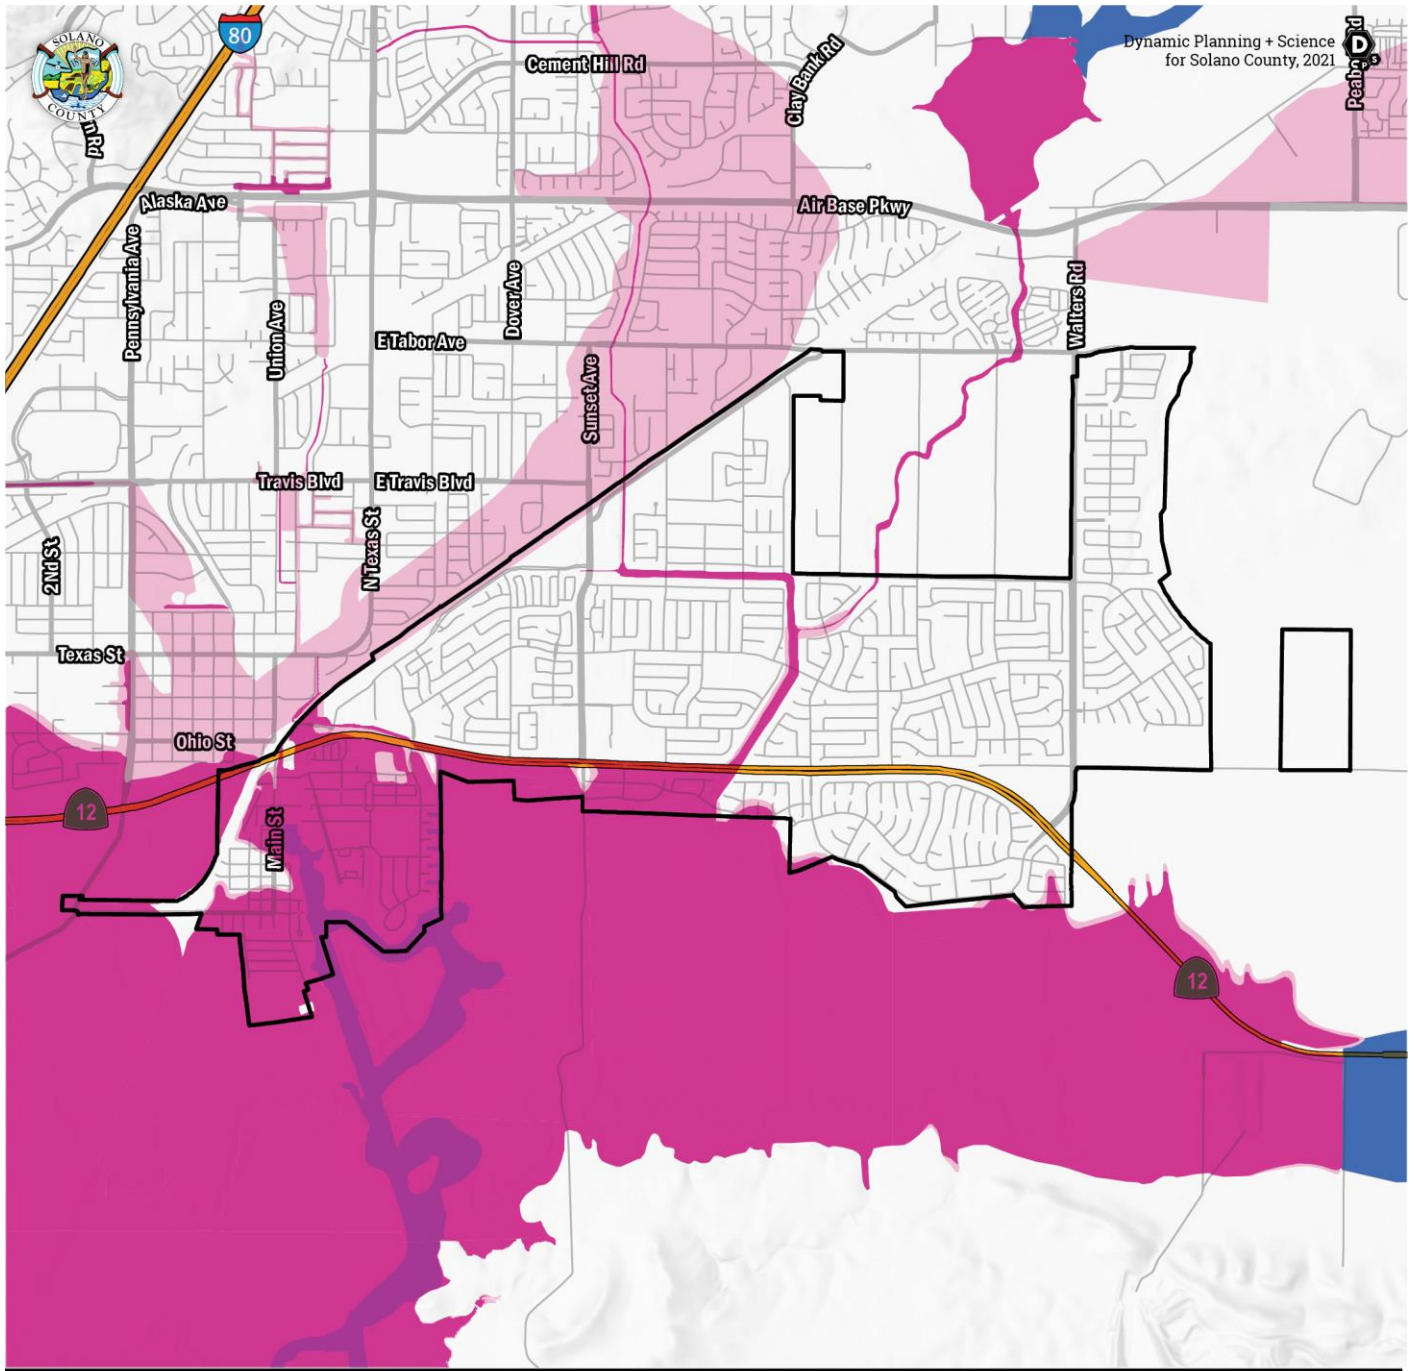 SOLANO
COUNTY
80
Cement Hill Rd
Clay Bank Rd
Dynamic Planning + Science
for Solano County, 2021
D
P
S
n Rd
Alaska Ave
Air Base Pkwy
Pennsylvania Ave
Union Ave
Dover Ave
Walters Rd
E Tabor Ave
Sunset Ave
Travis Blvd
E Travis Blvd
N Texas St
2Nd St
Texas St
Ohio St
12
Main St
12